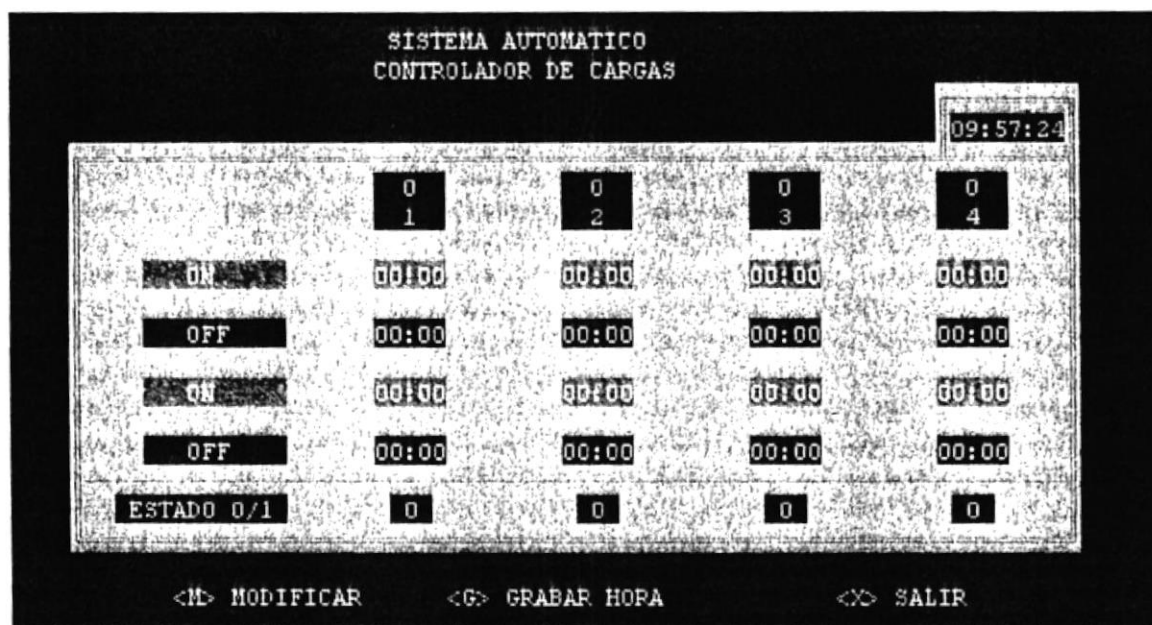 SISTEMA AUTOMATICO
CONTROLADOR DE CARGAS
09:57:24
0 0 0 0
1 2 3 4
ON 00:00 00:00 00:00 00:00
OFF 00:00 00:00 00:00 00:00
ON 00:00 00:00 00:00 00:00
OFF 00:00 00:00 00:00 00:00
ESTADO 0/1 0 0 0 0
<M> MODIFICAR <G> GRABAR HORA <X> SALIR